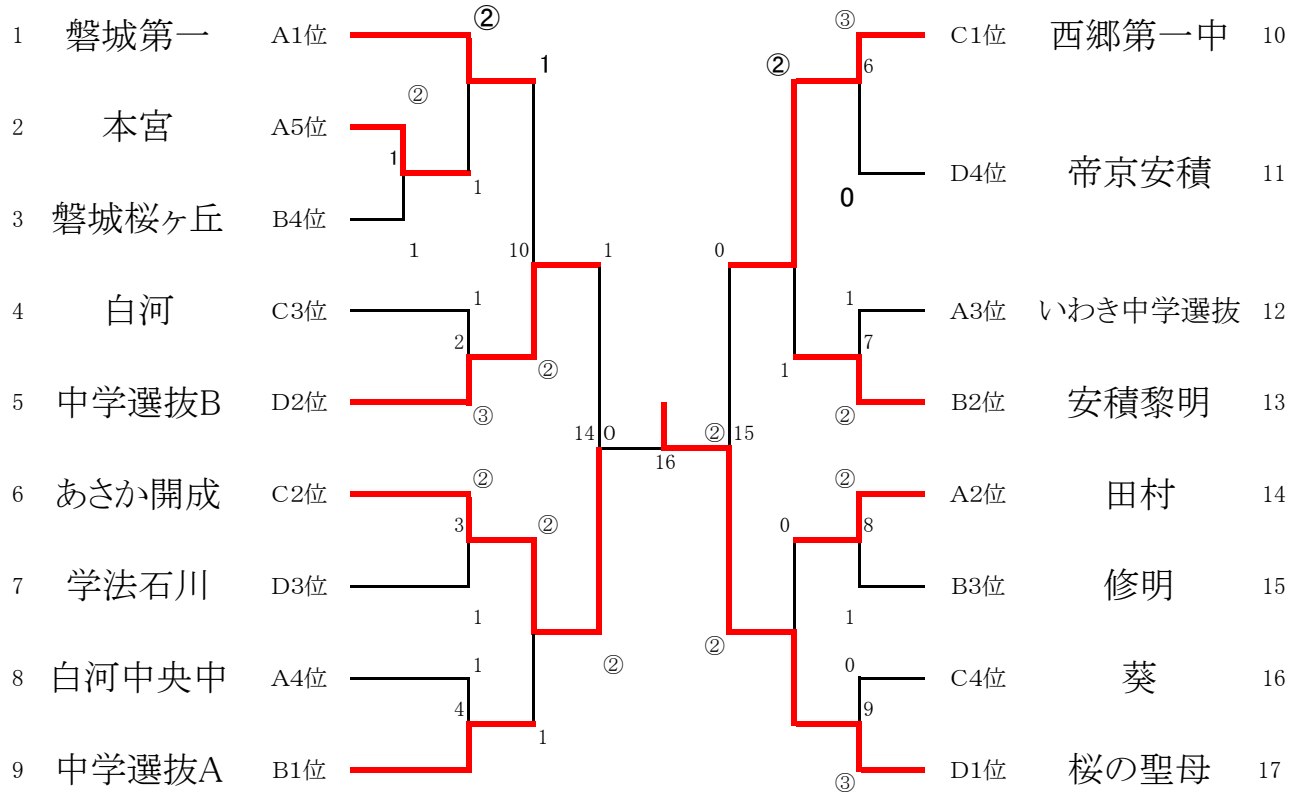 1 磐城第一 A1位 ②
1
②
2 本宮 A5位
1
1
3 磐城桜ヶ丘 B4位
1
10
1
4 白河 C3位 1
2
②
5 中学選抜B D2位 ③
14 0
16
6 あさか開成 C2位 ②
3 ②
7 学法石川 D3位
1
②
8 白河中央中 A4位 1
4
1
9 中学選抜A B1位
③ C1位 西郷第一中 10
② 6
D4位 帝京安積 11
0
0
1 A3位 いわき中学選抜 12
7
1
② B2位 安積黎明 13
② 15
② A2位 田村 14
0 8
B3位 修明 15
1
②
0 C4位 葵 16
9
③ D1位 桜の聖母 17